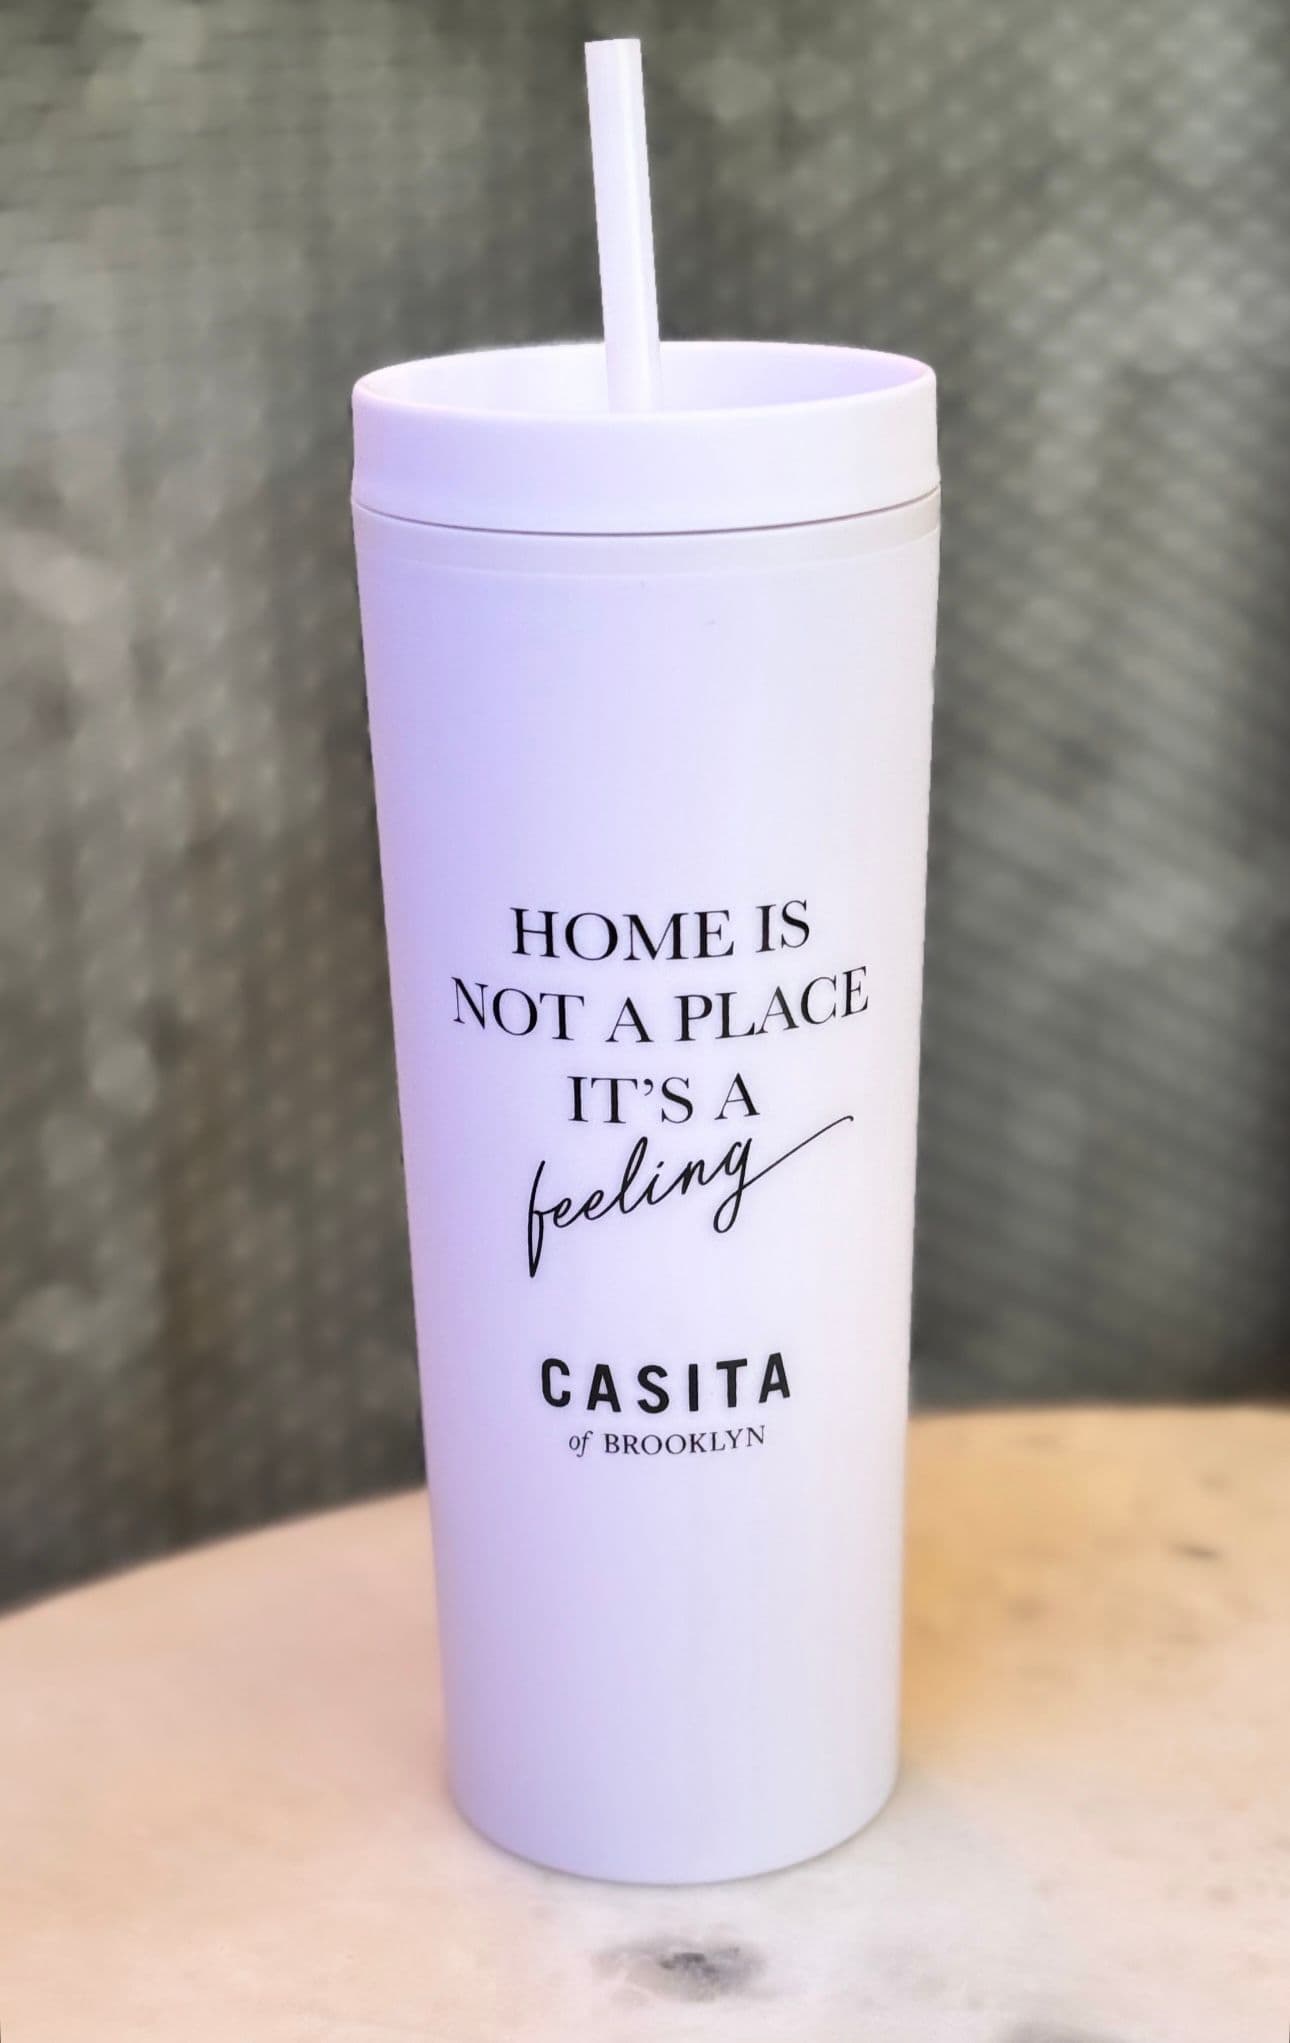 HOME IS
NOT A PLACE
IT’S A
feeling
CASITA
of BROOKLYN